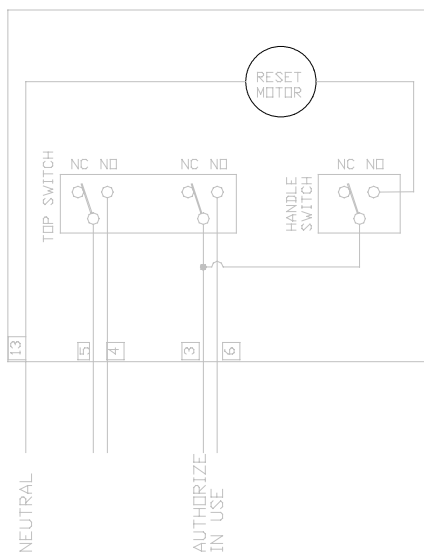 RESET
MOTOR
TOP SWITCH
NC NO
NC NO
HANDLE
SWITCH
NC NO
13
5
4
3
6
NEUTRAL
AUTHORIZE
IN USE